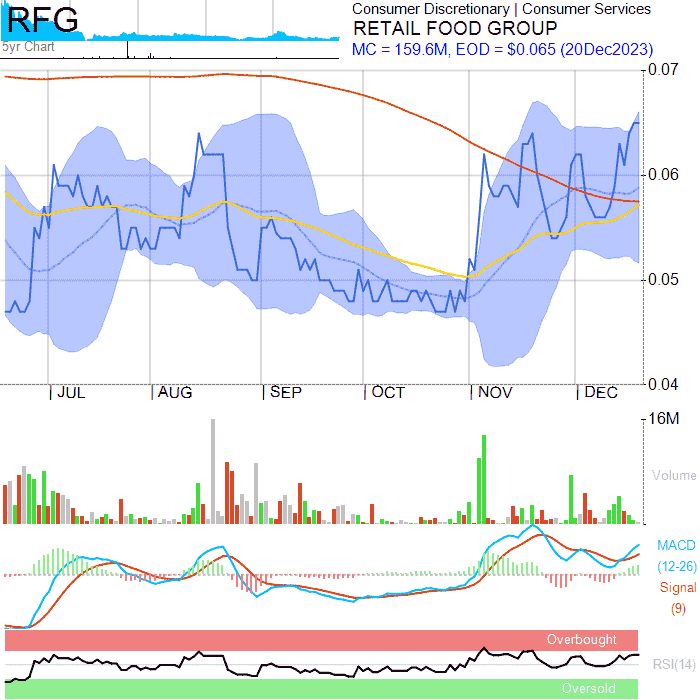 RFG
5yr Chart
Consumer Discretionary | Consumer Services
RETAIL FOOD GROUP
MC = 159.6M, EOD = $0.065 (20Dec2023)
0.07
0.06
0.05
0.04
JUL AUG SEP OCT NOV DEC
16M
Volume
MACD
(12-26)
Signal
(9)
Overbought
RSI(14)
Oversold